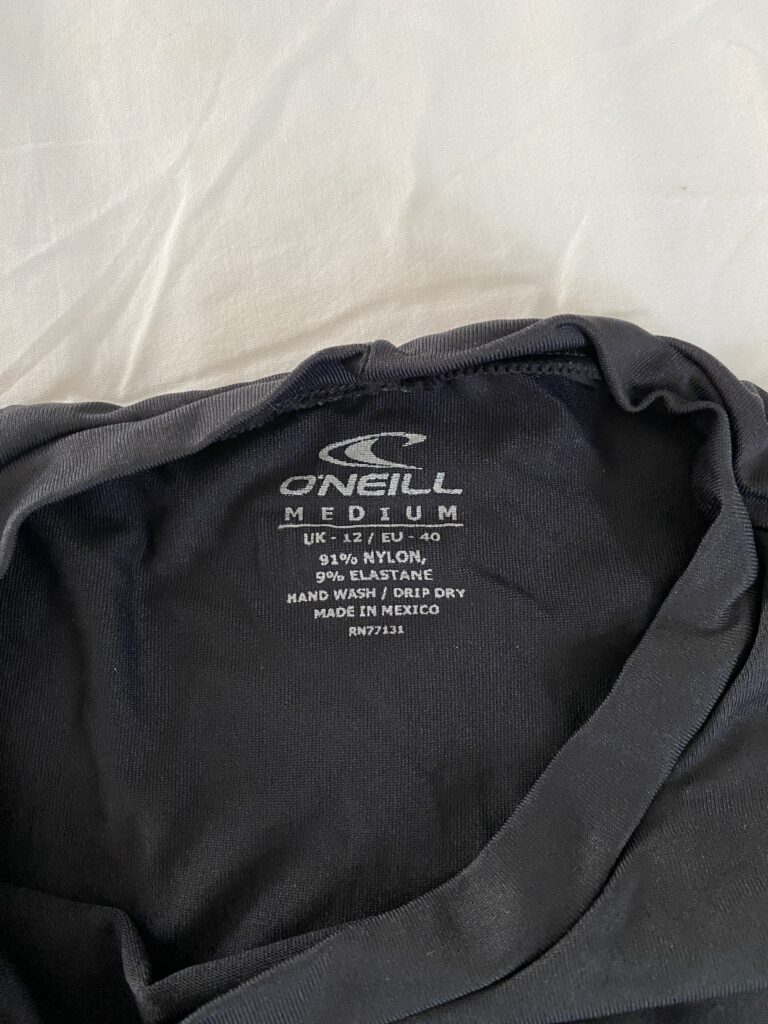 O'NEILL
MEDIUM
UK - 12 / EU - 40
91% NYLON,
9% ELASTANE
HAND WASH / DRIP DRY
MADE IN MEXICO
RN77131